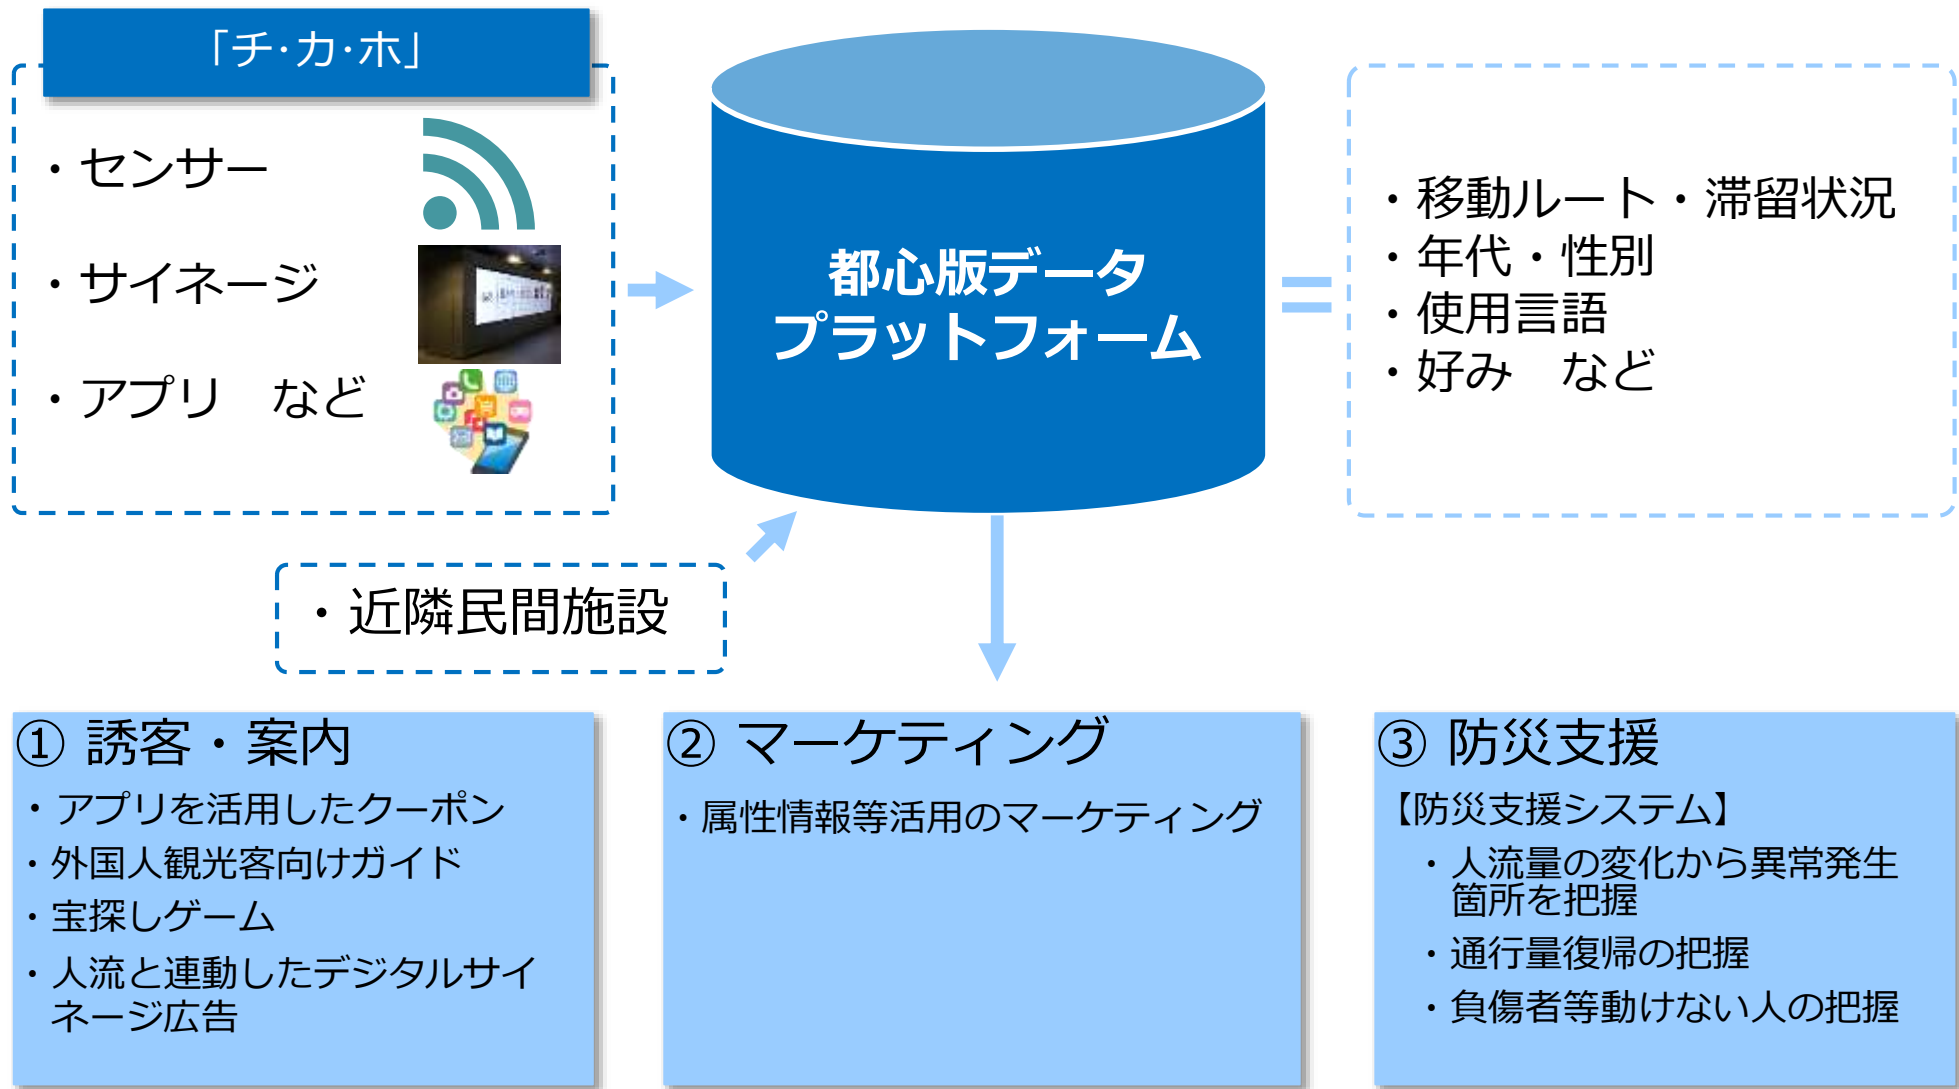 「チ･カ･ホ」
・センサー
・サイネージ
・アプリ　など
都心版データ
プラットフォーム
・移動ルート・滞留状況
・年代・性別
・使用言語
・好み　など
・近隣民間施設
① 誘客・案内
・アプリを活用したクーポン
・外国人観光客向けガイド
・宝探しゲーム
・人流と連動したデジタルサイ
ネージ広告
② マーケティング
・属性情報等活用のマーケティング
③ 防災支援
【防災支援システム】
・人流量の変化から異常発生
箇所を把握
・通行量復帰の把握
・負傷者等動けない人の把握